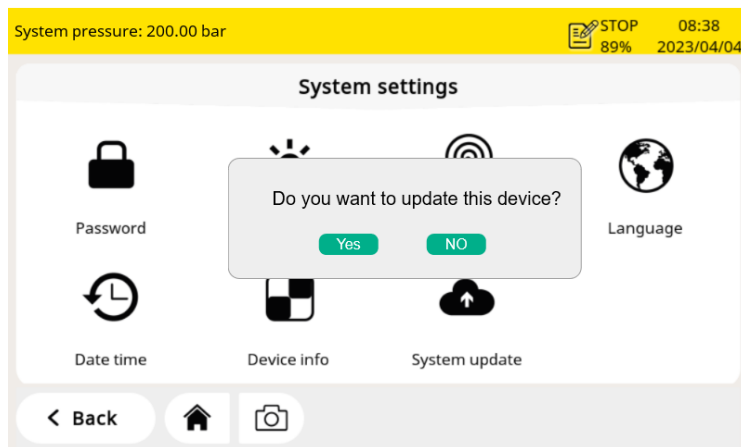 System pressure: 200.00 bar
STOP 08:38
89% 2023/04/04
System settings
Do you want to update this device?
Yes NO
Password Language
Date time Device info System update
Back